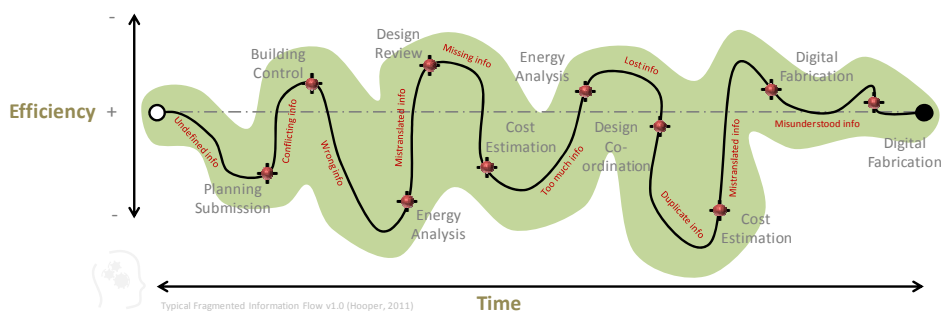 -
Efficiency
+
-
Undefined info
Planning
Submission
Conflicting info
Building
Control
Wrong info
Energy
Analysis
Mistranslated info
Design
Review
Missing info
Cost
Estimation
Too much info
Energy
Analysis
Lost info
Design
Co-
ordination
Duplicate info
Cost
Estimation
Mistranslated info
Digital
Fabrication
Misunderstood info
Digital
Fabrication
Time
Typical Fragmented Information Flow v1.0 (Hooper, 2011)